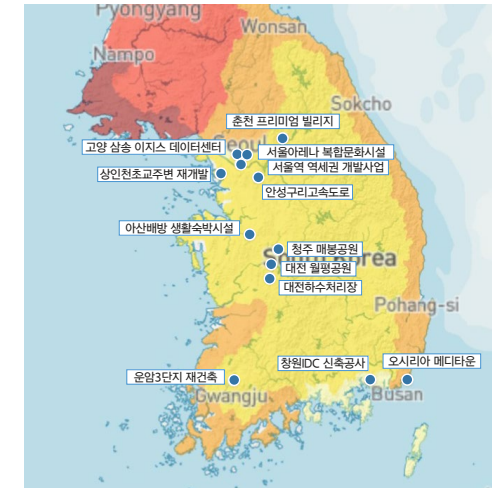 Pyongyang
Wonsan
Nampo
Sokcho
춘천 프리미엄 빌리지
Seoul
고양 삼송 이지스 데이터센터
서울아레나 복합문화시설
서울역 역세권 개발사업
상인천초교주변 재개발
안성구리고속도로
아산배방 생활숙박시설
청주 매봉공원
South Korea
대전 월평공원
대전하수처리장
Pohang-si
창원IDC 신축공사
오시리아 메디타운
운암3단지 재건축
Gwangju
Busan